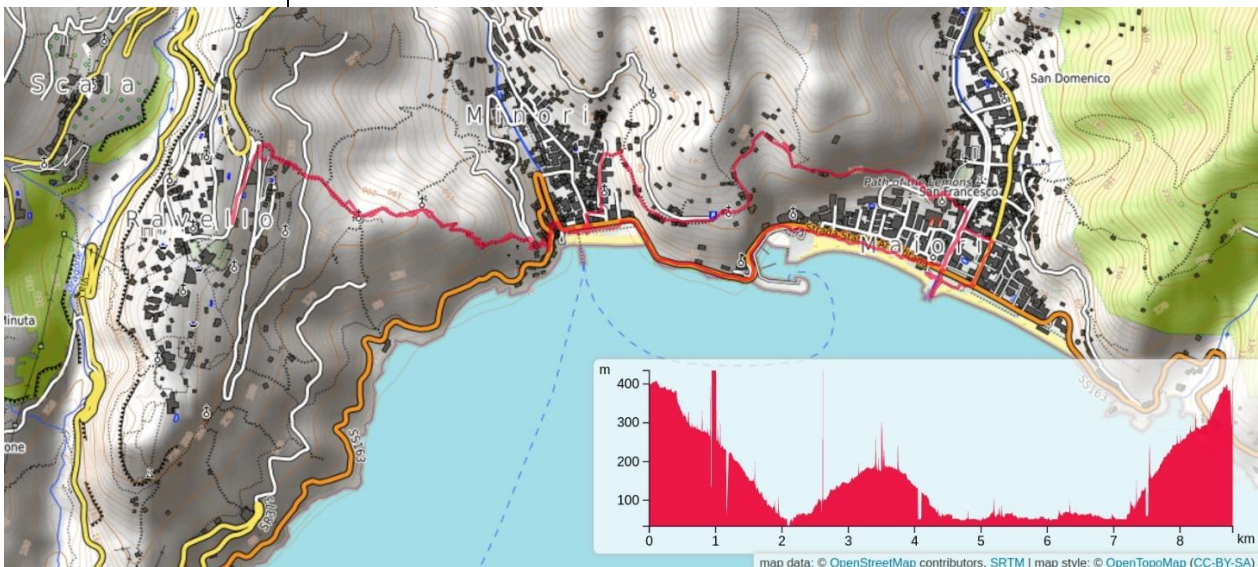 San Domenico
Scala
Minori
Path of the Lemons
San Francesco
Ravello
Maiori
Minuta
SS163
SS163
m
400
300
200
100
0
1
2
3
4
5
6
7
8
km
map data: © OpenStreetMap contributors, SRTM | map style: © OpenTopoMap (CC-BY-SA)